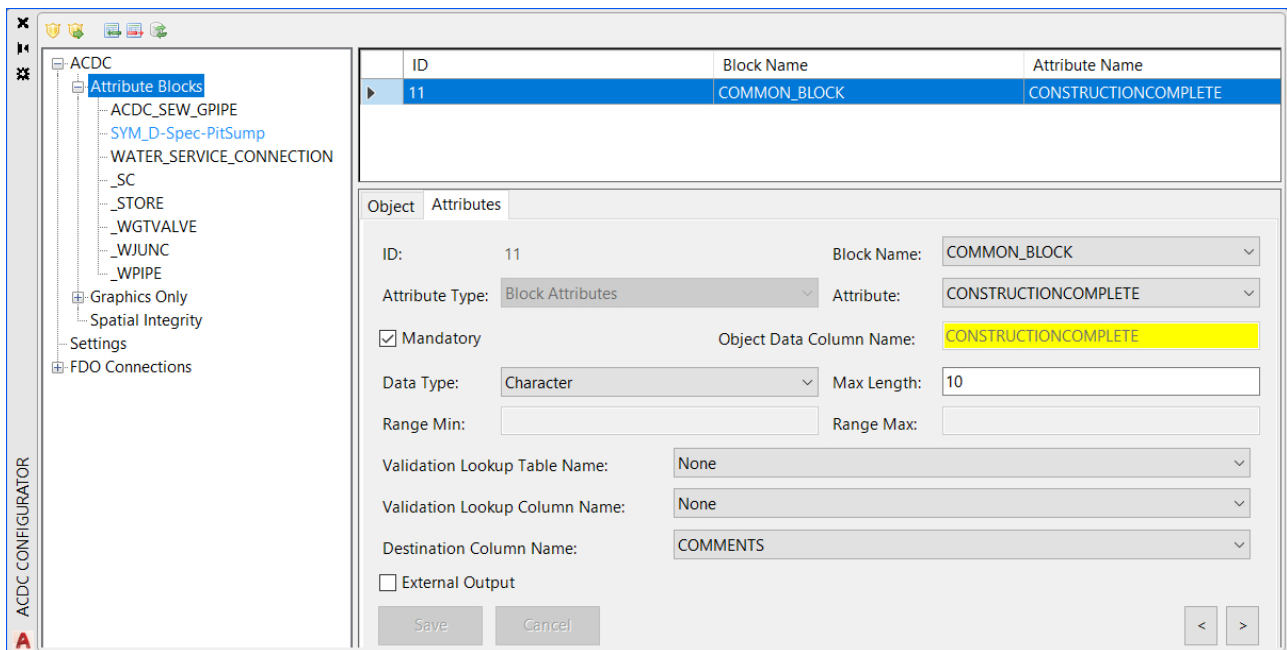 ACDC
Attribute Blocks
ACDC_SEW_GPIPE
SYM_D-Spec-PitSump
WATER_SERVICE_CONNECTION
_SC
_STORE
_WGTVALVE
_WJUNC
_WPIPE
Graphics Only
Spatial Integrity
Settings
FDO Connections
ACDC CONFIGURATOR
ID Block Name Attribute Name
11 COMMON_BLOCK CONSTRUCTIONCOMPLETE
Object Attributes
ID: 11 Block Name: COMMON_BLOCK
Attribute Type: Block Attributes Attribute: CONSTRUCTIONCOMPLETE
Mandatory Object Data Column Name: CONSTRUCTIONCOMPLETE
Data Type: Character Max Length: 10
Range Min: Range Max:
Validation Lookup Table Name: None
Validation Lookup Column Name: None
Destination Column Name: COMMENTS
External Output
Save Cancel < >